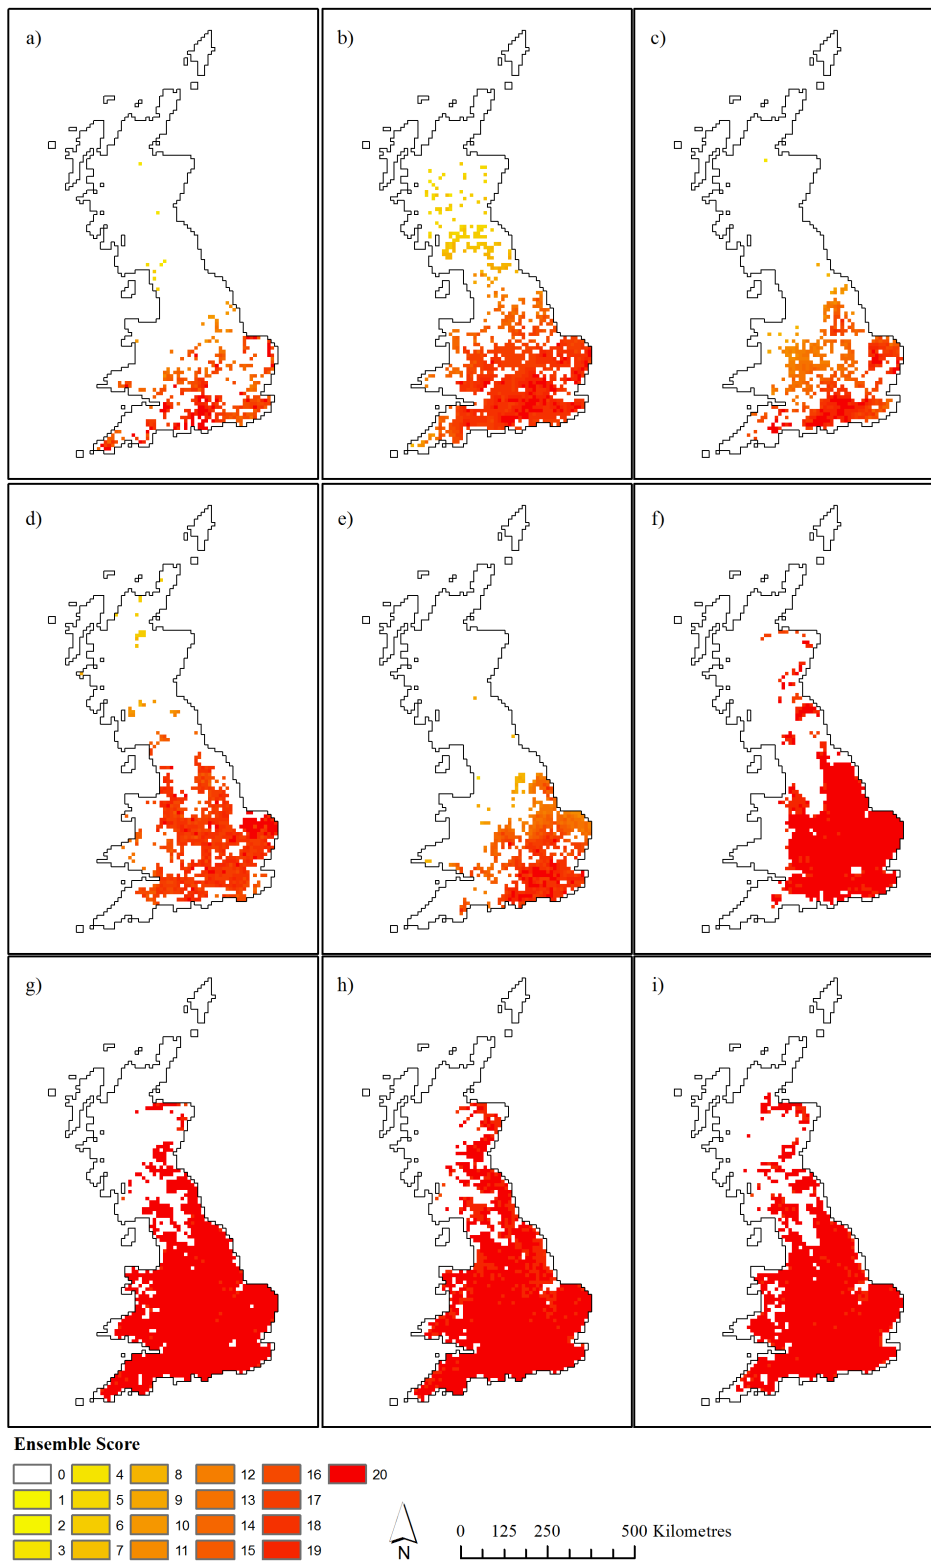 a)
b)
c)
d)
e)
f)
g)
h)
i)
Ensemble Score
0 4 8 12 16 20
1 5 9 13 17
2 6 10 14 18
3 7 11 15 19
N
0 125 250 500 Kilometres